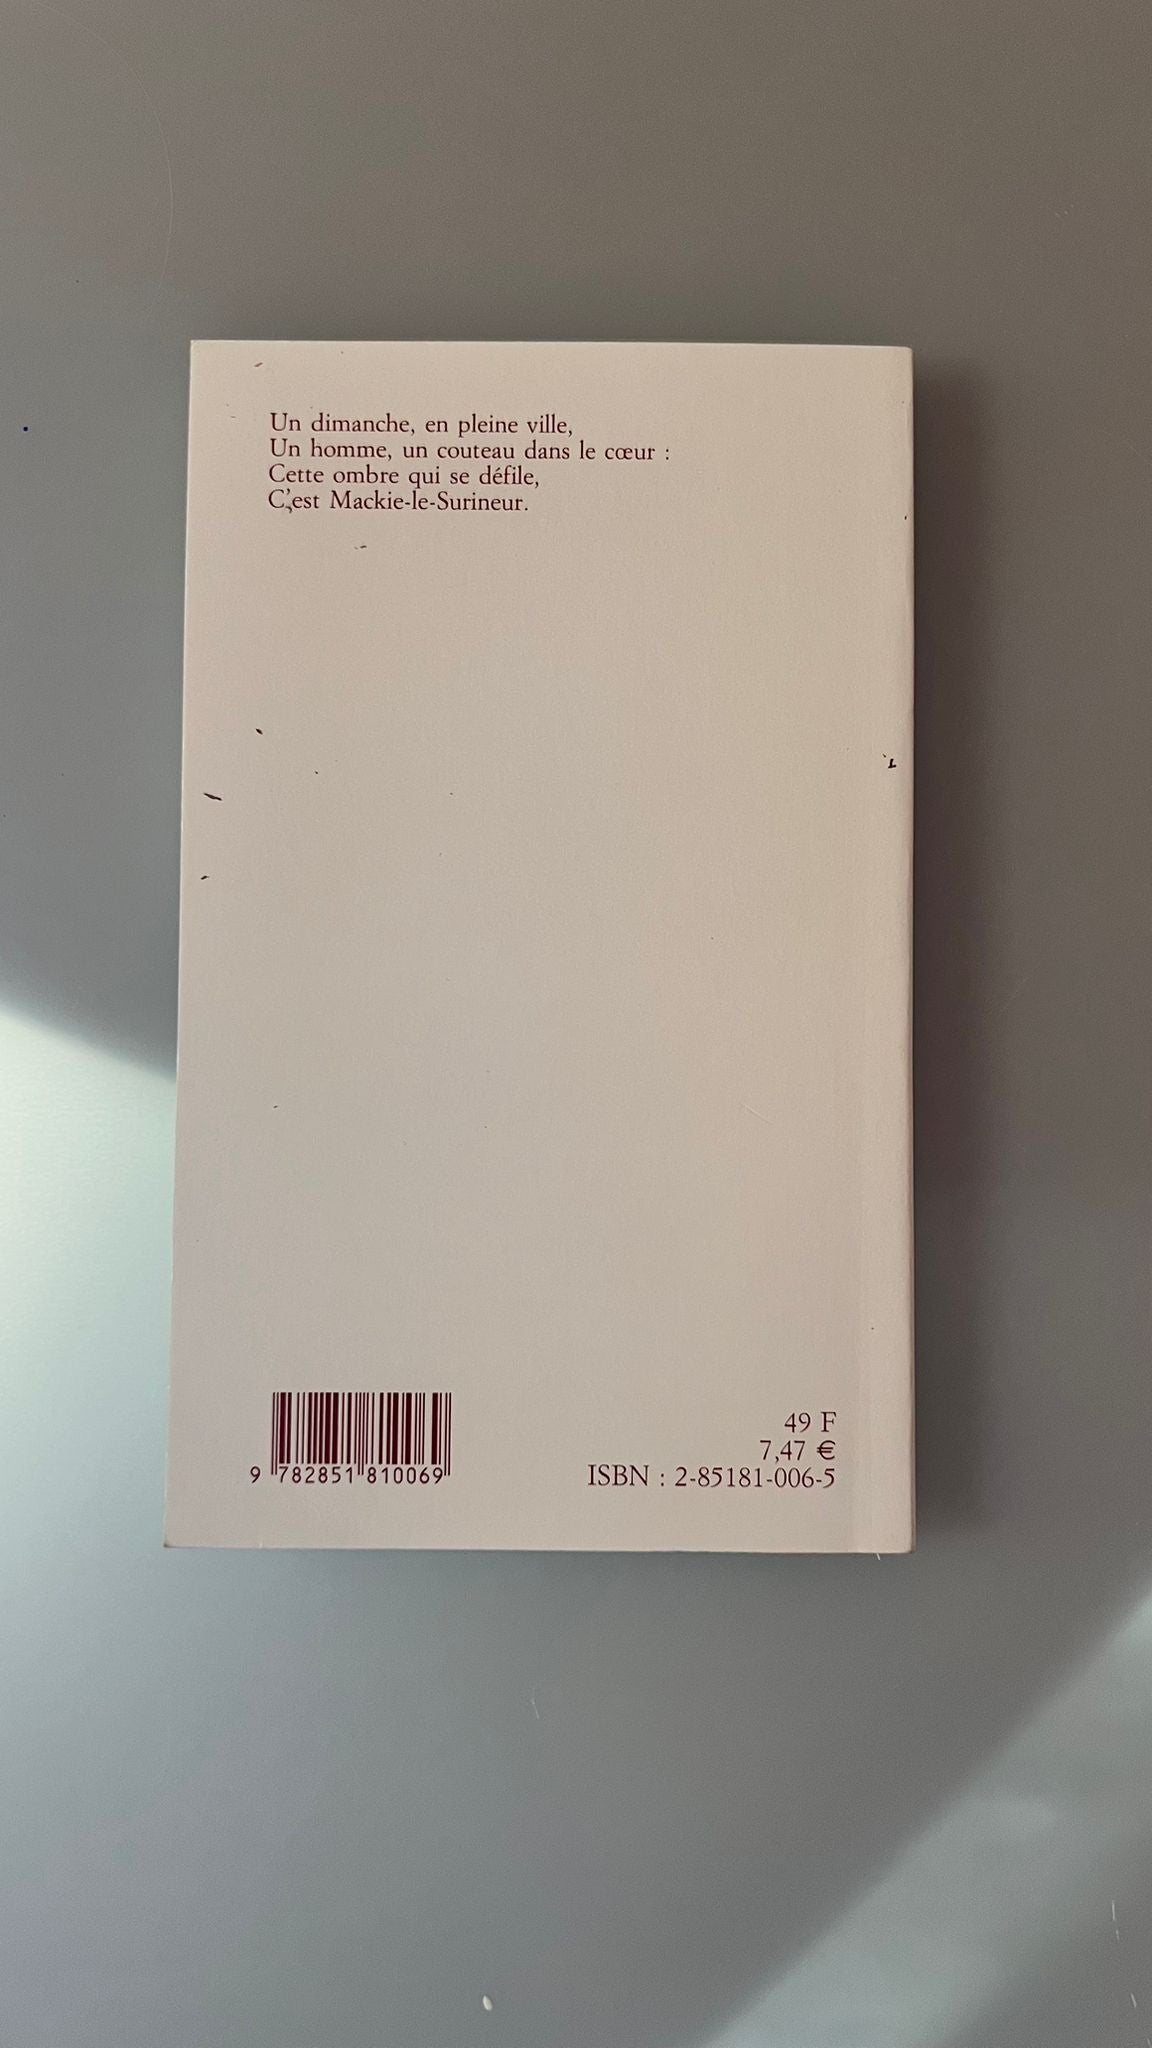 Un dimanche, en pleine ville,
Un homme, un couteau dans le cœur :
Cette ombre qui se défile,
C'est Mackie-le-Surineur.
9 782851 810069
49 F
7,47 €
ISBN : 2-85181-006-5